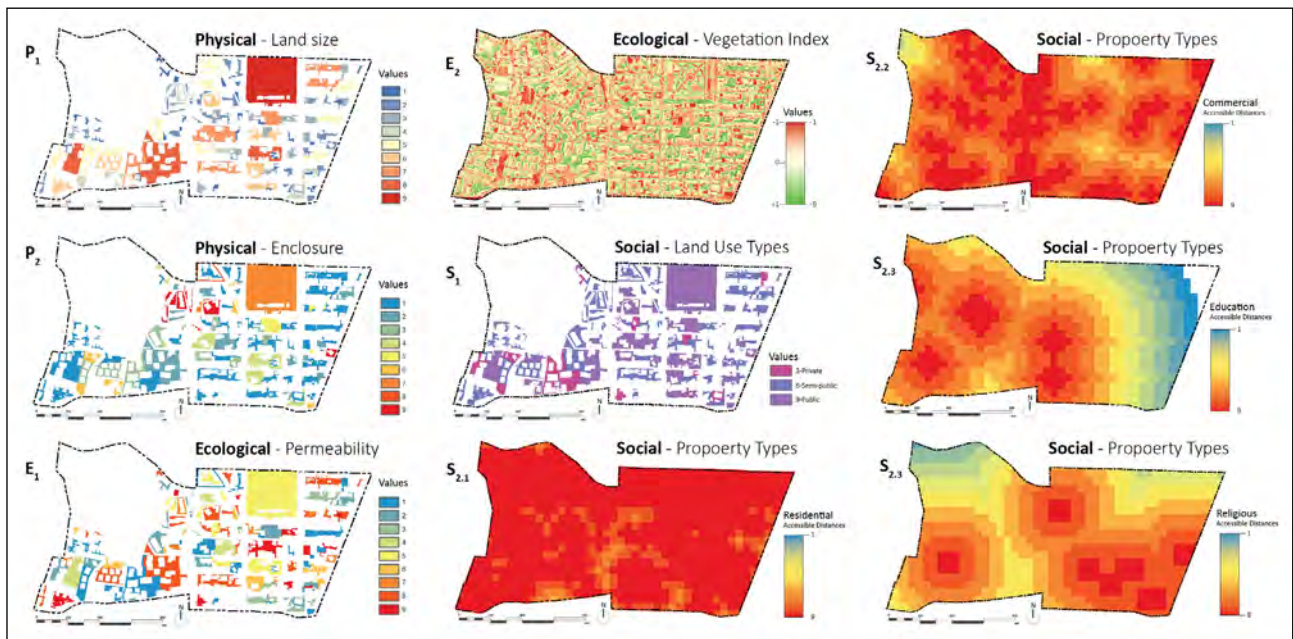 P1
Physical - Land size
Values
1
2
3
4
5
6
7
8
9
N
E2
Ecological - Vegetation Index
Values
-1
1
0
+1
9
N
S2.2
Social - Propoerty Types
Commercial
Accessible Distances
1
9
N
P2
Physical - Enclosure
Values
1
2
3
4
5
6
7
8
9
N
S1
Social - Land Use Types
Values
6-Semi-public
9-Public
N
S2.3
Social - Propoerty Types
Education
Accessible Distances
1
N
E1
Ecological - Permeability
Values
1
2
3
4
5
6
7
8
9
N
S2.1
Social - Propoerty Types
Residential
Accessible Distances
1
9
N
S2.3
Social - Propoerty Types
Religious
Accessible Distances
1
N